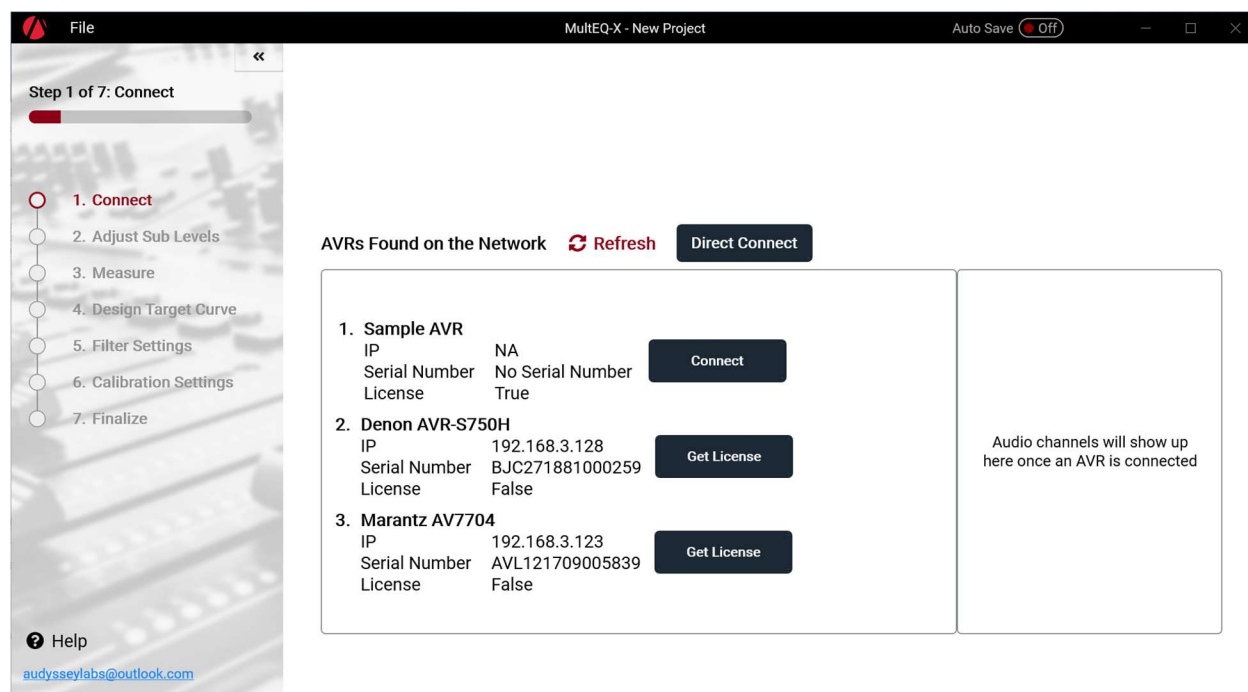 File
MultEQ-X - New Project
Auto Save Off
«
Step 1 of 7: Connect
1. Connect
2. Adjust Sub Levels
3. Measure
4. Design Target Curve
5. Filter Settings
6. Calibration Settings
7. Finalize
Help
audysseylabs@outlook.com
AVRs Found on the Network Refresh Direct Connect
1. Sample AVR
IP NA
Serial Number No Serial Number
License True
Connect
2. Denon AVR-S750H
IP 192.168.3.128
Serial Number BJC271881000259
License False
Get License
3. Marantz AV7704
IP 192.168.3.123
Serial Number AVL121709005839
License False
Get License
Audio channels will show up
here once an AVR is connected